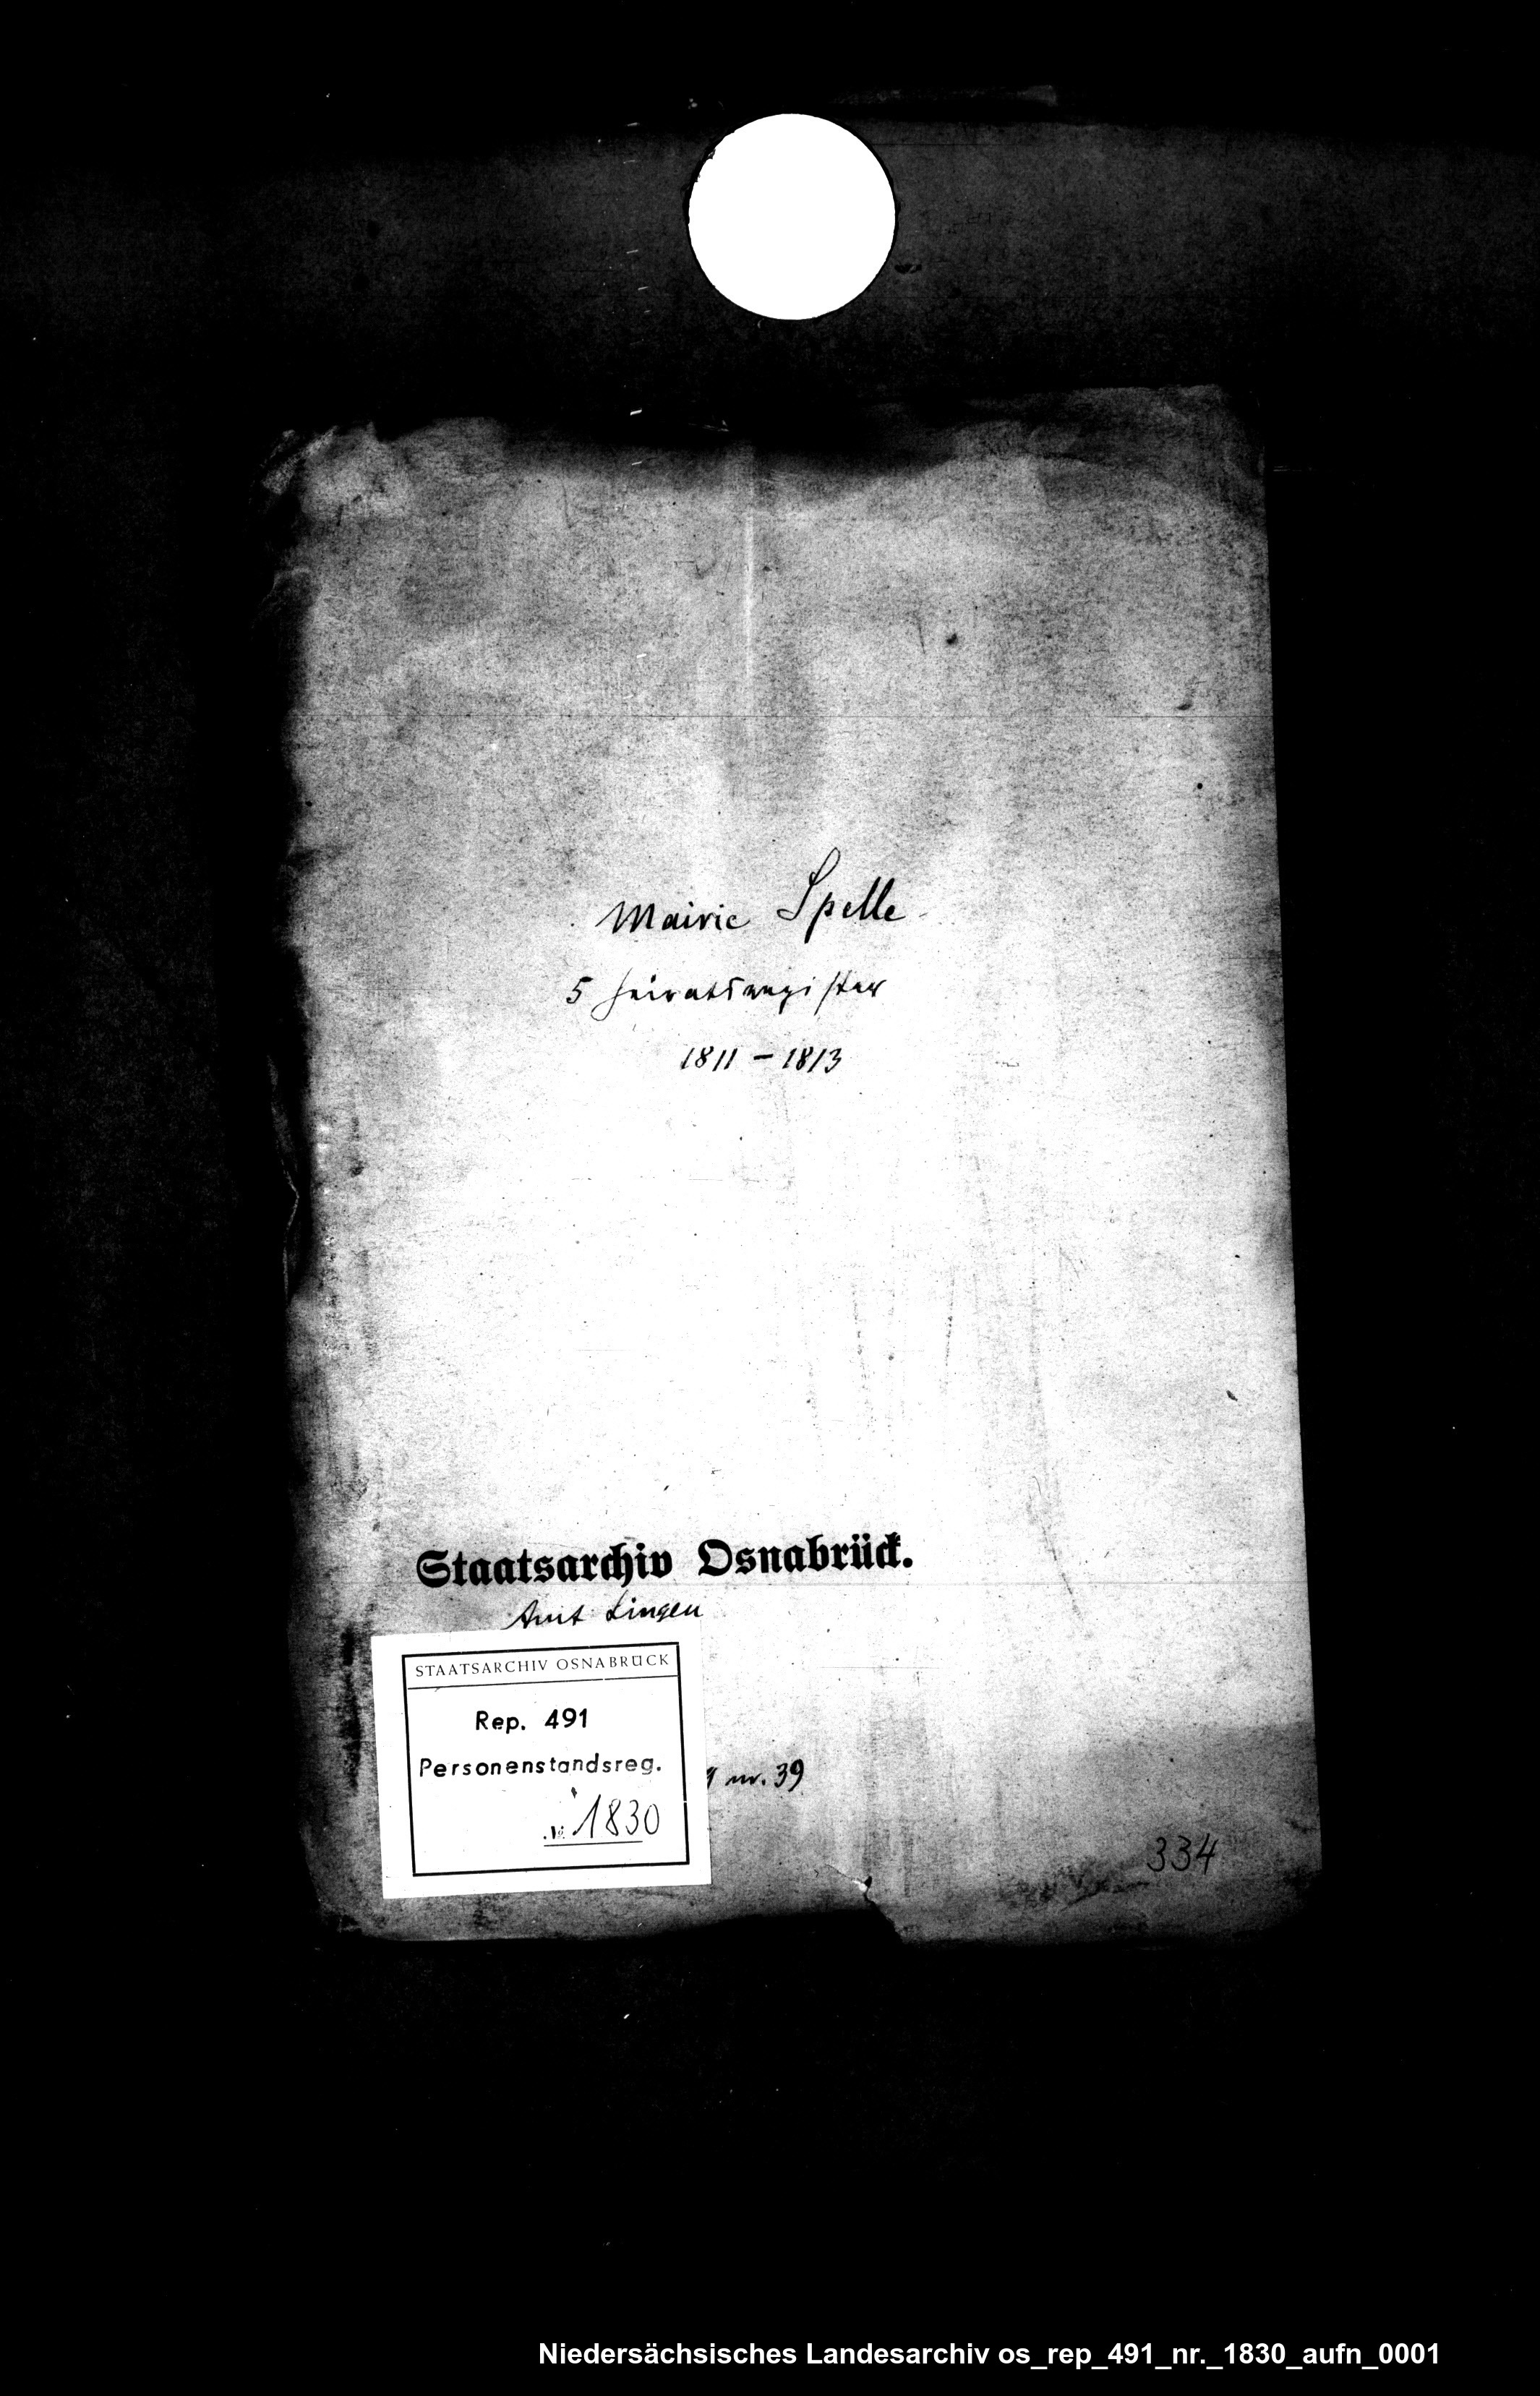 Mairie Spelle
5 Heiratsregister
1811 – 1813
Staatsarchiv Osnabrück.
Amt Lingen
STAATSARCHIV OSNABRÜCK
Rep. 491
Personenstandsreg.
№ 1830
nr. 39
334
Niedersächsisches Landesarchiv os_rep_491_nr._1830_aufn_0001